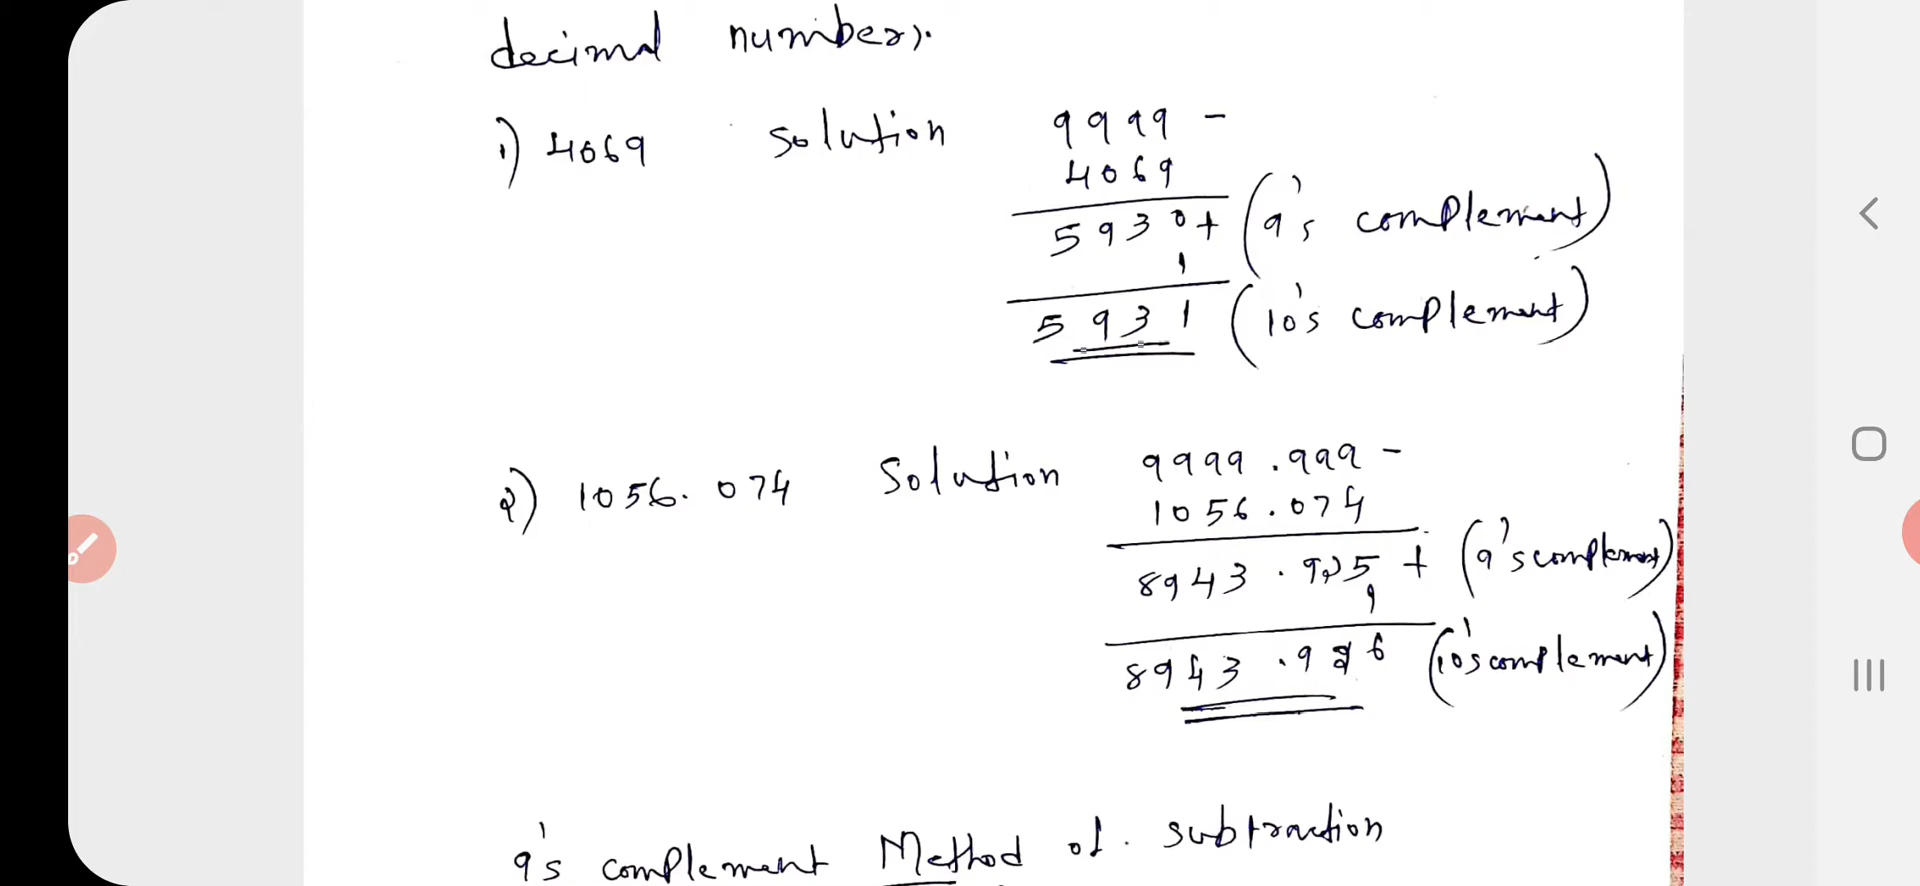 decimal numbers.
1) 4069 solution 9999 -
4069
5930 + (9's complement)
1
5931 (10's complement)
2) 1056.074 Solution 9999.999 -
1056.074
8943.925 + (9's complement)
1
8943.926 (10's complement)
9's complement Method of. subtraction